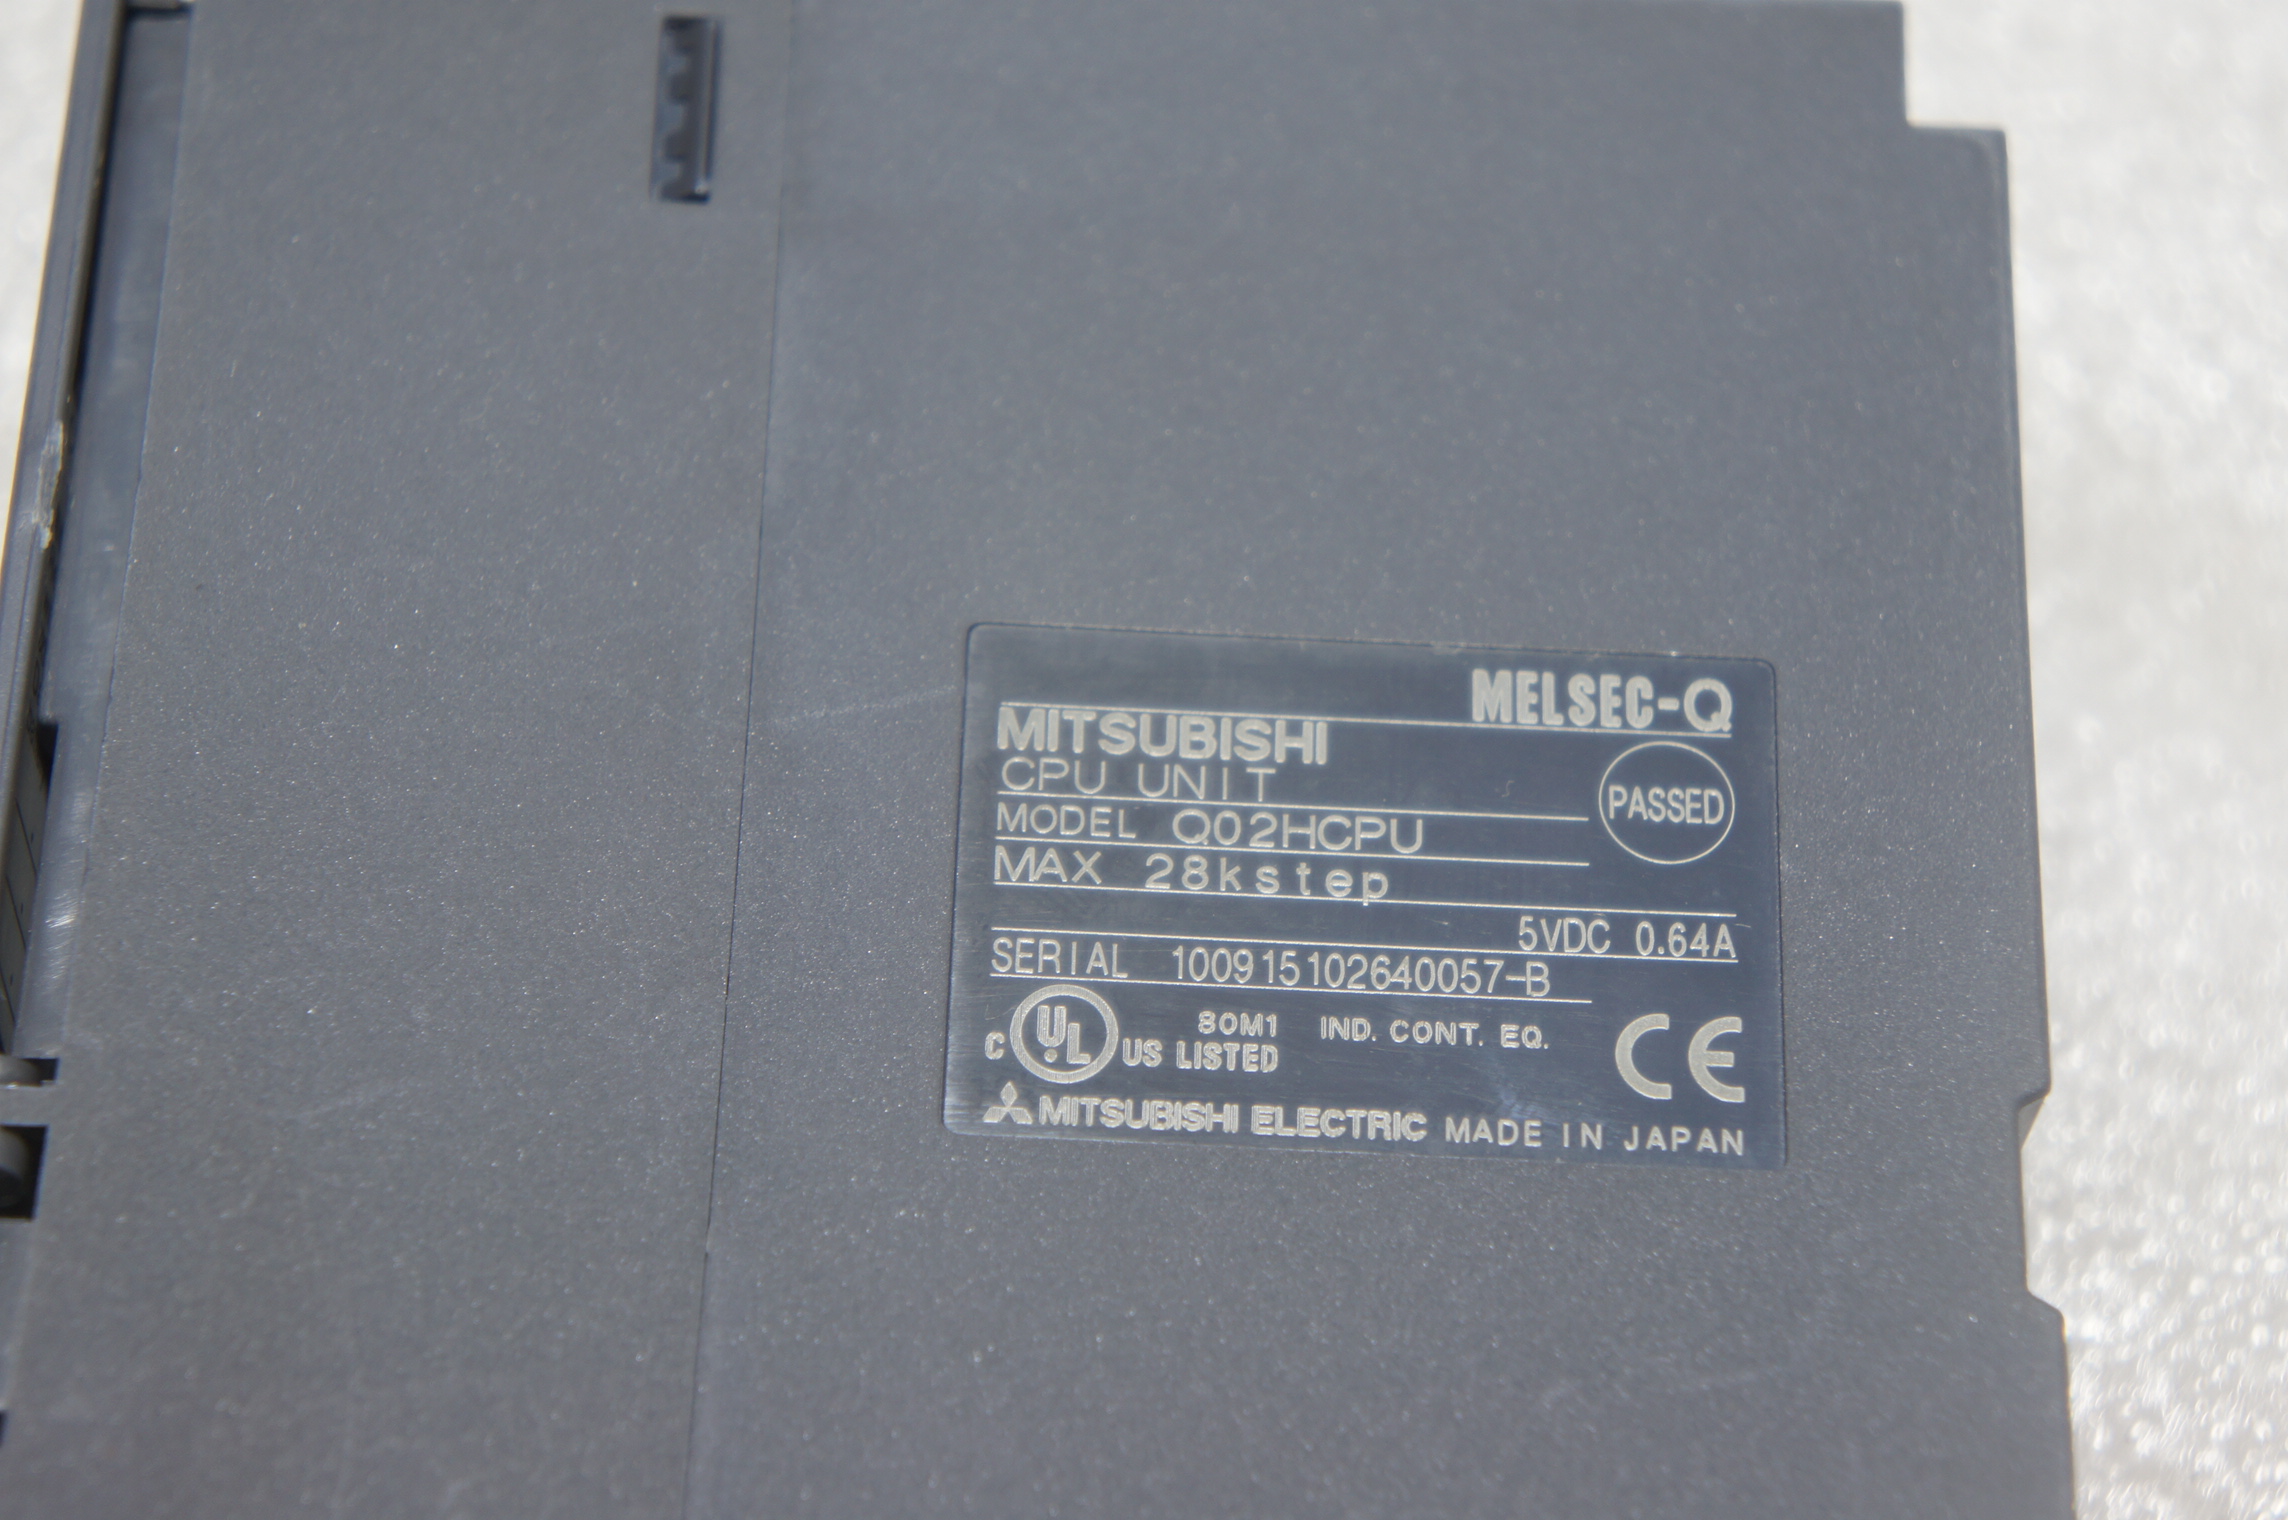 MELSEC-Q
MITSUBISHI
CPU UNIT
PASSED
MODEL Q02HCPU
MAX 28kstep
5VDC 0.64A
SERIAL 100915102640057-B
C UL US LISTED 80M1 IND. CONT. EQ.
CE
MITSUBISHI ELECTRIC MADE IN JAPAN